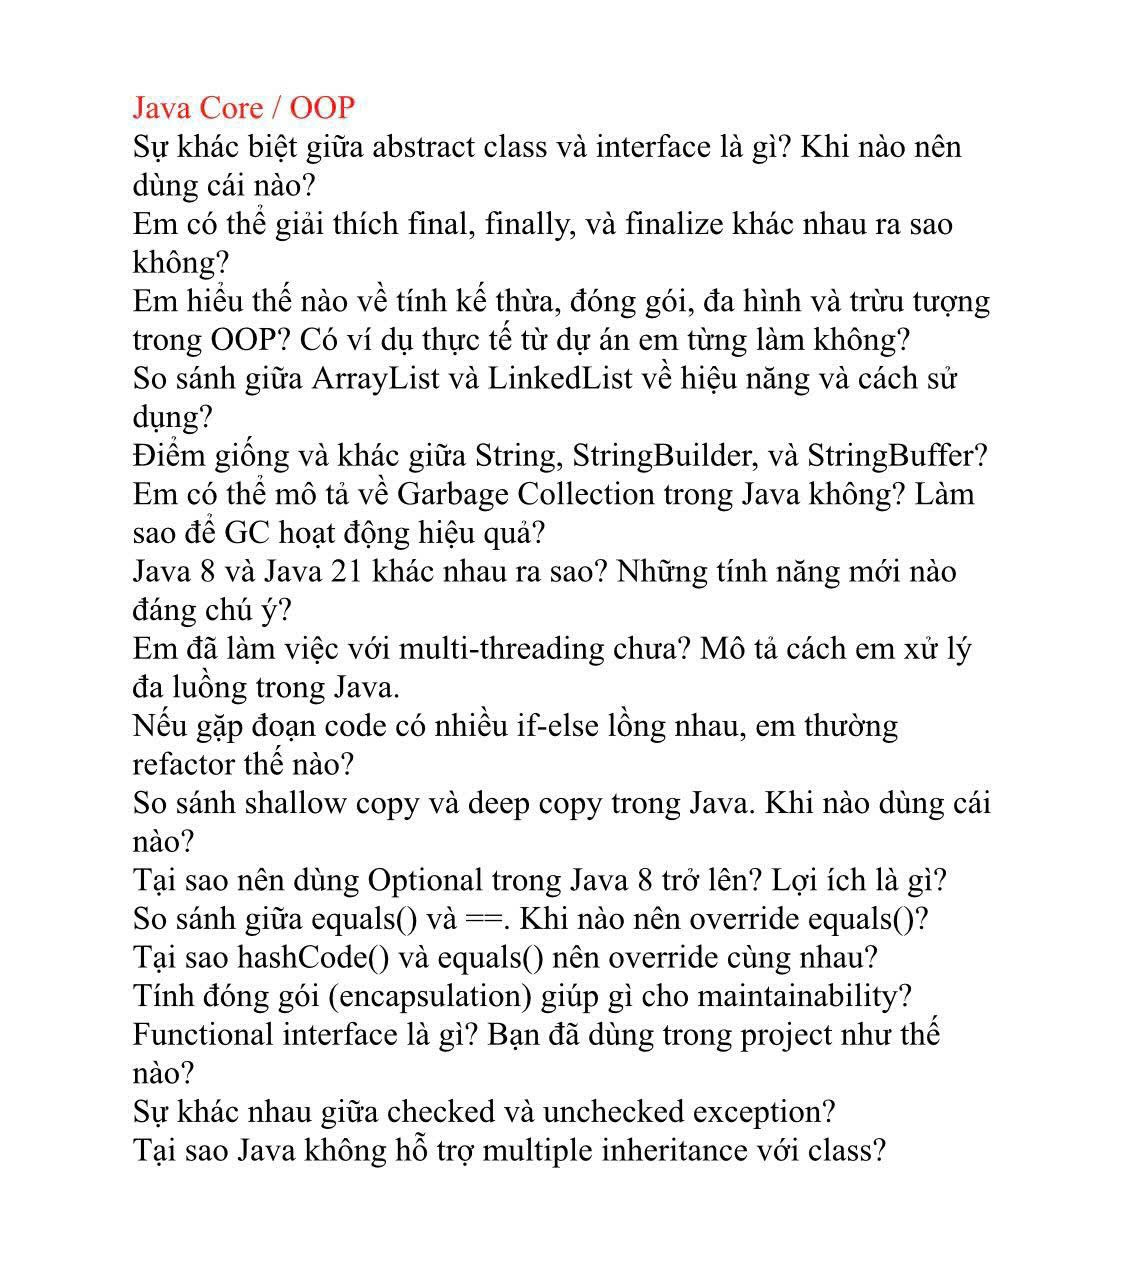 Java Core / OOP
Sự khác biệt giữa abstract class và interface là gì? Khi nào nên
dùng cái nào?
Em có thể giải thích final, finally, và finalize khác nhau ra sao
không?
Em hiểu thế nào về tính kế thừa, đóng gói, đa hình và trừu tượng
trong OOP? Có ví dụ thực tế từ dự án em từng làm không?
So sánh giữa ArrayList và LinkedList về hiệu năng và cách sử
dụng?
Điểm giống và khác giữa String, StringBuilder, và StringBuffer?
Em có thể mô tả về Garbage Collection trong Java không? Làm
sao để GC hoạt động hiệu quả?
Java 8 và Java 21 khác nhau ra sao? Những tính năng mới nào
đáng chú ý?
Em đã làm việc với multi-threading chưa? Mô tả cách em xử lý
đa luồng trong Java.
Nếu gặp đoạn code có nhiều if-else lồng nhau, em thường
refactor thế nào?
So sánh shallow copy và deep copy trong Java. Khi nào dùng cái
nào?
Tại sao nên dùng Optional trong Java 8 trở lên? Lợi ích là gì?
So sánh giữa equals() và ==. Khi nào nên override equals()?
Tại sao hashCode() và equals() nên override cùng nhau?
Tính đóng gói (encapsulation) giúp gì cho maintainability?
Functional interface là gì? Bạn đã dùng trong project như thế
nào?
Sự khác nhau giữa checked và unchecked exception?
Tại sao Java không hỗ trợ multiple inheritance với class?